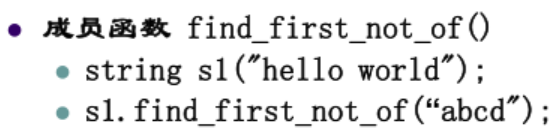 成员函数 find_first_not_of()
string s1("hello world");
s1.find_first_not_of(“abcd");